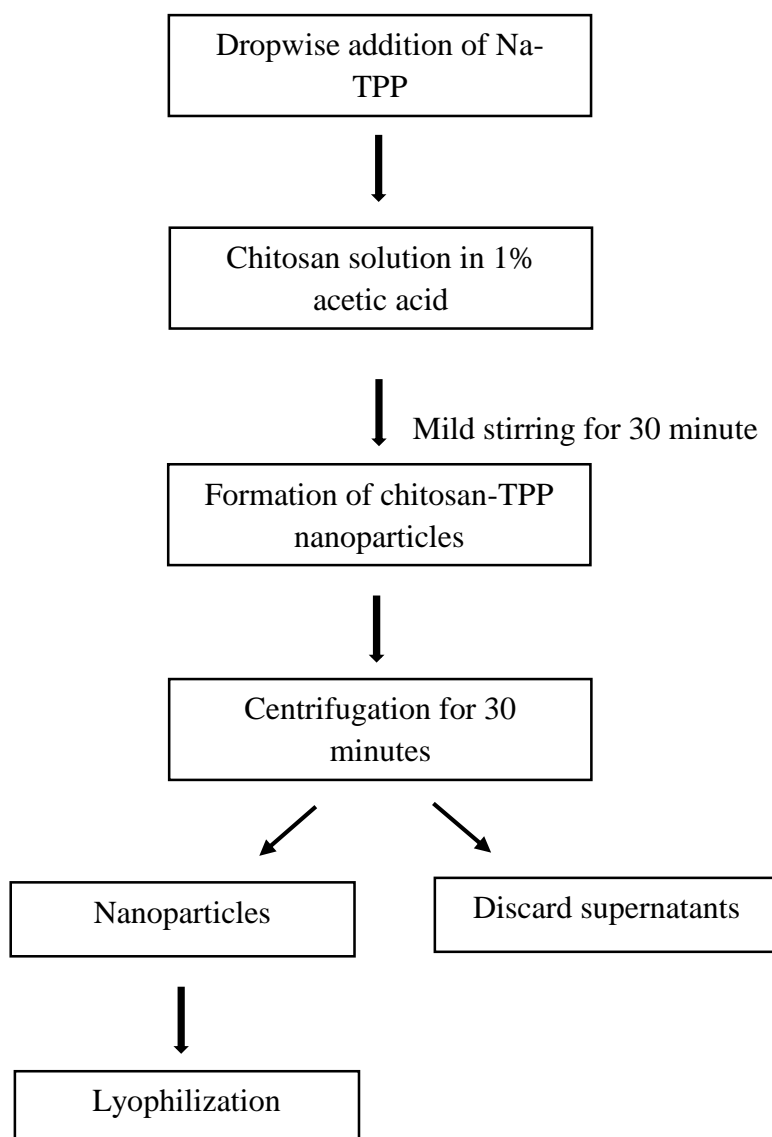 Dropwise addition of Na-
TPP
Chitosan solution in 1%
acetic acid
Mild stirring for 30 minute
Formation of chitosan-TPP
nanoparticles
Centrifugation for 30
minutes
Nanoparticles
Discard supernatants
Lyophilization